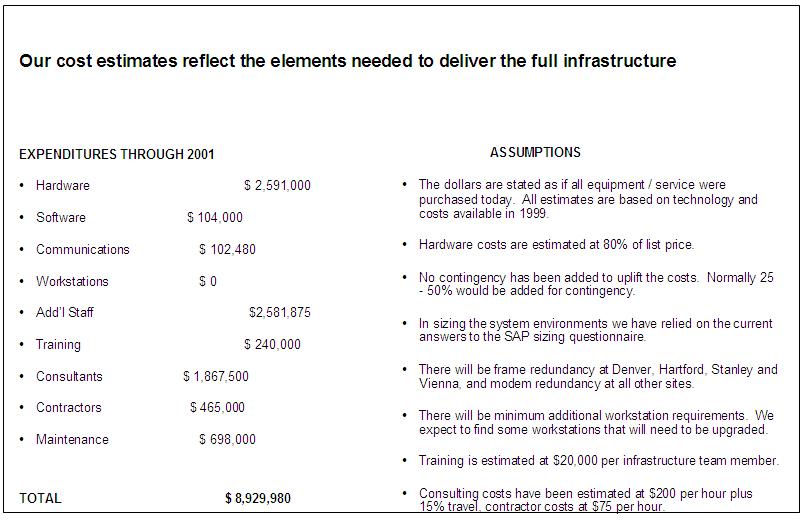 Our cost estimates reflect the elements needed to deliver the full infrastructure
EXPENDITURES THROUGH 2001
• Hardware $ 2,591,000
• Software $ 104,000
• Communications $ 102,480
• Workstations $ 0
• Add'l Staff $2,581,875
• Training $ 240,000
• Consultants $ 1,867,500
• Contractors $ 465,000
• Maintenance $ 698,000
TOTAL $ 8,929,980
ASSUMPTIONS
• The dollars are stated as if all equipment / service were
purchased today. All estimates are based on technology and
costs available in 1999.
• Hardware costs are estimated at 80% of list price.
• No contingency has been added to uplift the costs. Normally 25
- 50% would be added for contingency.
• In sizing the system environments we have relied on the current
answers to the SAP sizing questionnaire.
• There will be frame redundancy at Denver, Hartford, Stanley and
Vienna, and modem redundancy at all other sites.
• There will be minimum additional workstation requirements. We
expect to find some workstations that will need to be upgraded.
• Training is estimated at $20,000 per infrastructure team member.
• Consulting costs have been estimated at $200 per hour plus
15% travel, contractor costs at $75 per hour.